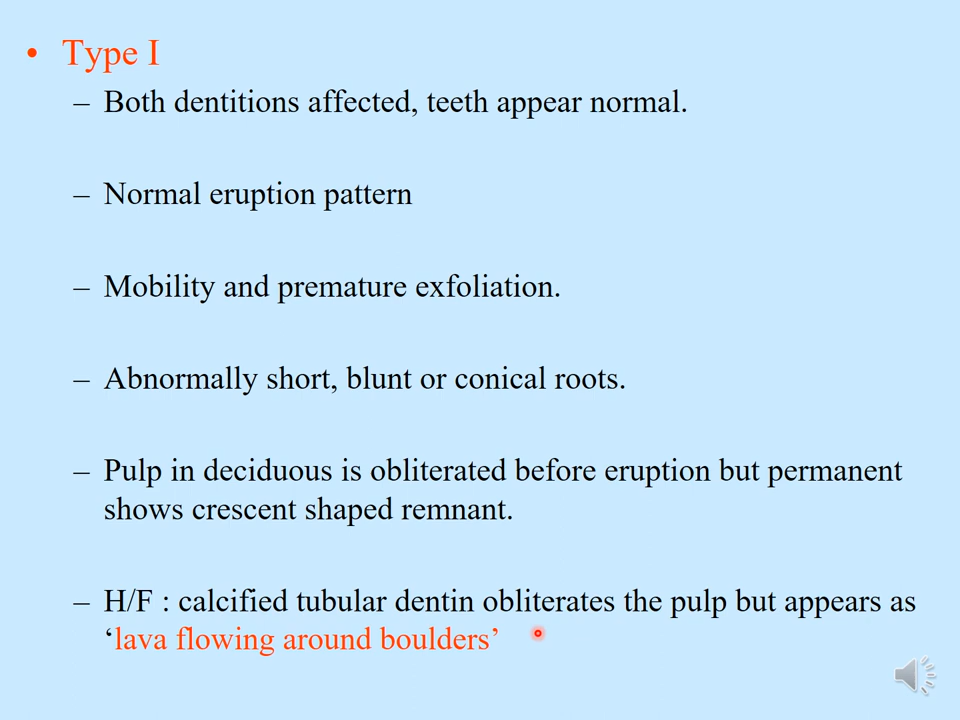 • Type I
– Both dentitions affected, teeth appear normal.
– Normal eruption pattern
– Mobility and premature exfoliation.
– Abnormally short, blunt or conical roots.
– Pulp in deciduous is obliterated before eruption but permanent
shows crescent shaped remnant.
– H/F : calcified tubular dentin obliterates the pulp but appears as
‘lava flowing around boulders’